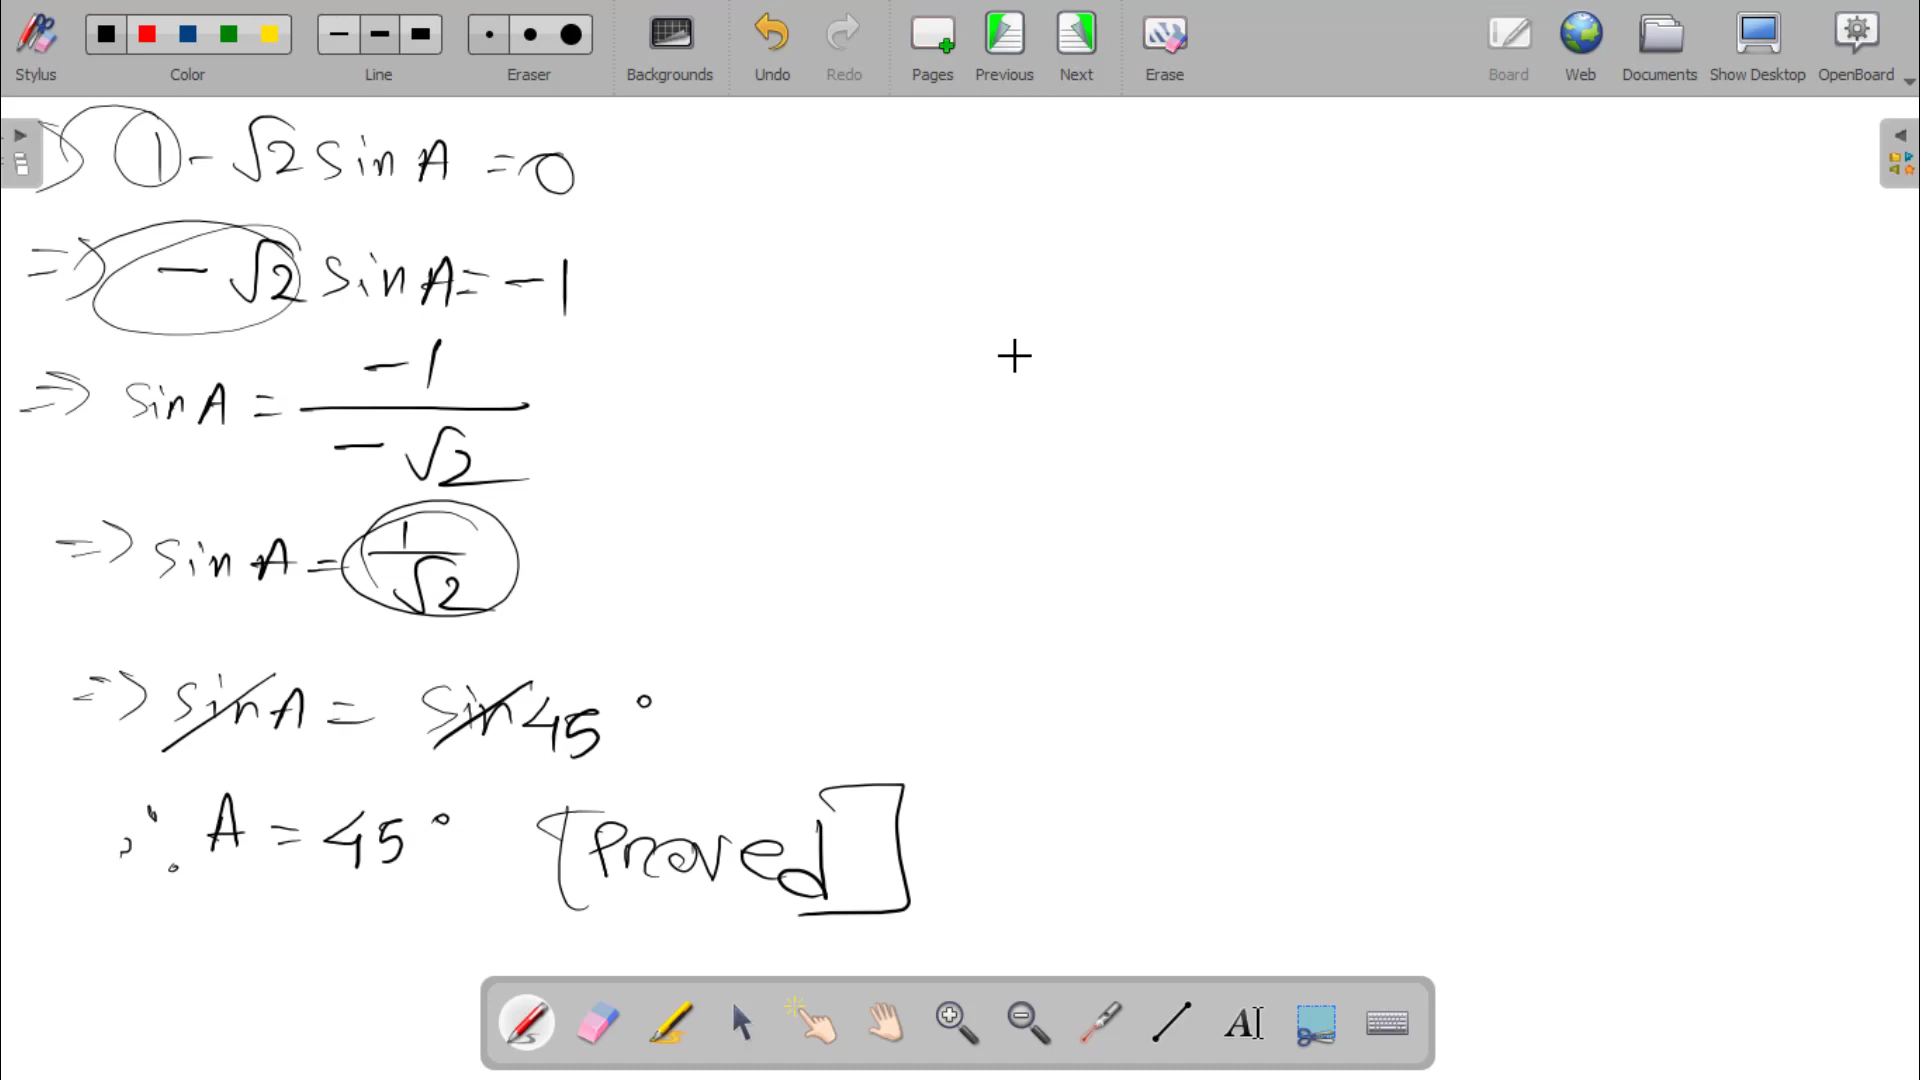 Stylus Color Line Eraser Backgrounds Undo Redo Pages Previous Next Erase Board Web Documents Show Desktop OpenBoard
=> 1 - √2 sin A = 0
=> - √2 sin A = -1
=> sin A = -1 / - √2
=> sin A = 1 / √2
=> sin A = sin 45°
∴ A = 45° [Proved]
AI